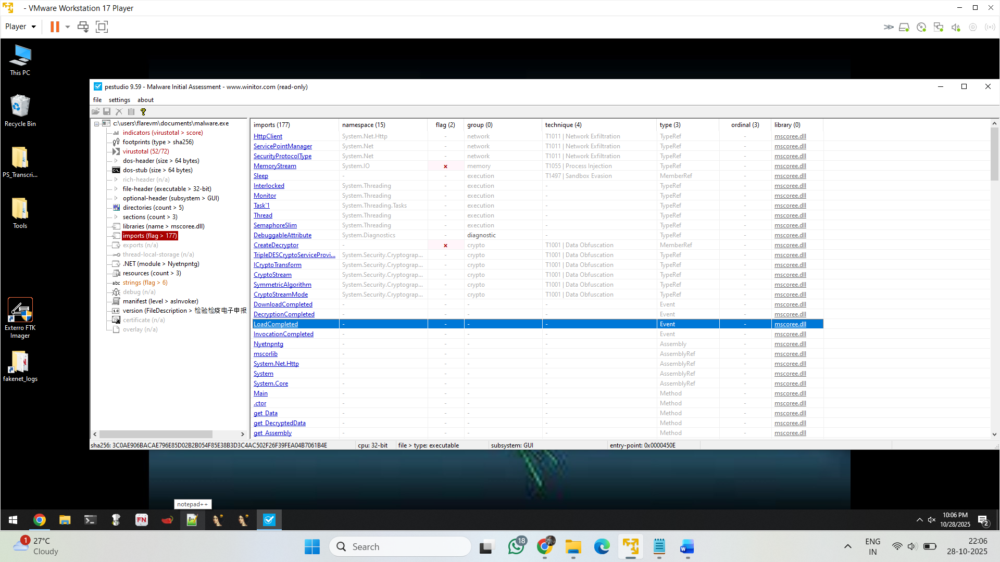 - VMware Workstation 17 Player
Player
This PC
Recycle Bin
PS_Transcri...
Tools
Exterro FTK
Imager
fakenet_logs
pestudio 9.59 - Malware Initial Assessment - www.winitor.com (read-only)
file settings about
c:\users\flarevm\documents\malware.exe
indicators (virustotal > score)
footprints (type > sha256)
virustotal (52/72)
dos-header (size > 64 bytes)
dos-stub (size > 64 bytes)
rich-header (n/a)
file-header (executable > 32-bit)
optional-header (subsystem > GUI)
directories (count > 5)
sections (count > 3)
libraries (name > mscoree.dll)
imports (flag > 177)
exports (n/a)
thread-local-storage (n/a)
.NET (module > Nyetnpntg)
resources (count > 3)
abc strings (flag > 6)
debug (n/a)
manifest (level > asInvoker)
1.0 version (FileDescription > 检验检疫电子申报
certificate (n/a)
overlay (n/a)
imports (177) namespace (15) flag (2) group (0) technique (4) type (3) ordinal (3) library (0)
HttpClient System.Net.Http - network T1011 | Network Exfiltration TypeRef - mscoree.dll
ServicePointManager System.Net - network T1011 | Network Exfiltration TypeRef - mscoree.dll
SecurityProtocolType System.Net - network T1011 | Network Exfiltration TypeRef - mscoree.dll
MemoryStream System.IO x memory T1055 | Process Injection TypeRef - mscoree.dll
Sleep - - execution T1497 | Sandbox Evasion MemberRef - mscoree.dll
Interlocked System.Threading - execution - TypeRef - mscoree.dll
Monitor System.Threading - execution - TypeRef - mscoree.dll
Task`1 System.Threading.Tasks - execution - TypeRef - mscoree.dll
Thread System.Threading - execution - TypeRef - mscoree.dll
SemaphoreSlim System.Threading - execution - TypeRef - mscoree.dll
DebuggableAttribute System.Diagnostics - diagnostic - TypeRef - mscoree.dll
CreateDecryptor - x crypto T1001 | Data Obfuscation MemberRef - mscoree.dll
TripleDESCryptoServiceProvi... System.Security.Cryptograp... - crypto T1001 | Data Obfuscation TypeRef - mscoree.dll
ICryptoTransform System.Security.Cryptograp... - crypto T1001 | Data Obfuscation TypeRef - mscoree.dll
CryptoStream System.Security.Cryptograp... - crypto T1001 | Data Obfuscation TypeRef - mscoree.dll
SymmetricAlgorithm System.Security.Cryptograp... - crypto T1001 | Data Obfuscation TypeRef - mscoree.dll
CryptoStreamMode System.Security.Cryptograp... - crypto T1001 | Data Obfuscation TypeRef - mscoree.dll
DownloadCompleted - - - - Event - mscoree.dll
DecryptionCompleted - - - - Event - mscoree.dll
LoadCompleted - - - - Event - mscoree.dll
InvocationCompleted - - - - Event - mscoree.dll
Nyetnpntg - - - - Assembly - mscoree.dll
mscorlib - - - - AssemblyRef - mscoree.dll
System.Net.Http - - - - AssemblyRef - mscoree.dll
System - - - - AssemblyRef - mscoree.dll
System.Core - - - - AssemblyRef - mscoree.dll
Main - - - - Method - mscoree.dll
.ctor - - - - Method - mscoree.dll
get_Data - - - - Method - mscoree.dll
get_DecryptedData - - - - Method - mscoree.dll
get_Assembly - - - - Method - mscoree.dll
sha256: 3C0AE906BACAE796E85D02B2B054F85E38B3D3C4AC502F26F39FEA04B7061B4E cpu: 32-bit file > type: executable subsystem: GUI entry-point: 0x0000450E
notepad++
FN
10:06 PM
10/28/2025
2
1
27°C
Cloudy
Search
18
ENG
IN
22:06
28-10-2025